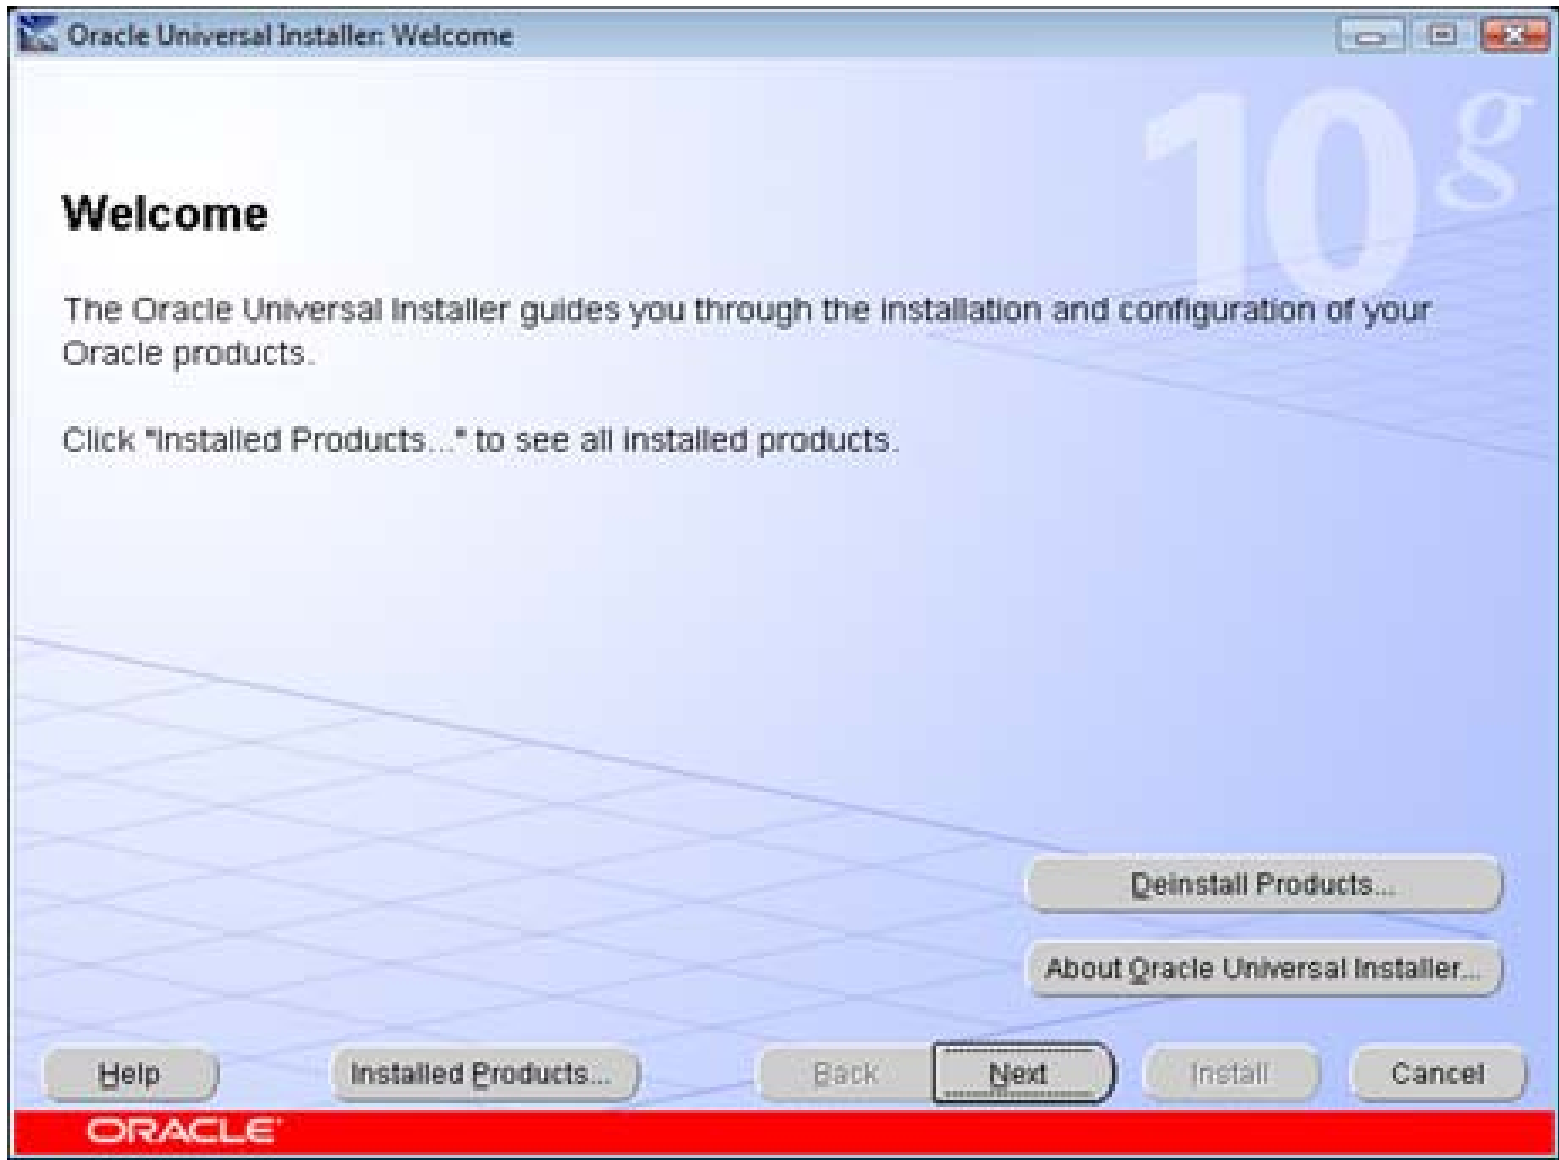 Oracle Universal Installer: Welcome
10g
Welcome
The Oracle Universal Installer guides you through the installation and configuration of your
Oracle products.
Click "Installed Products..." to see all installed products.
Deinstall Products...
About Oracle Universal Installer...
Help Installed Products... Back Next Install Cancel
ORACLE